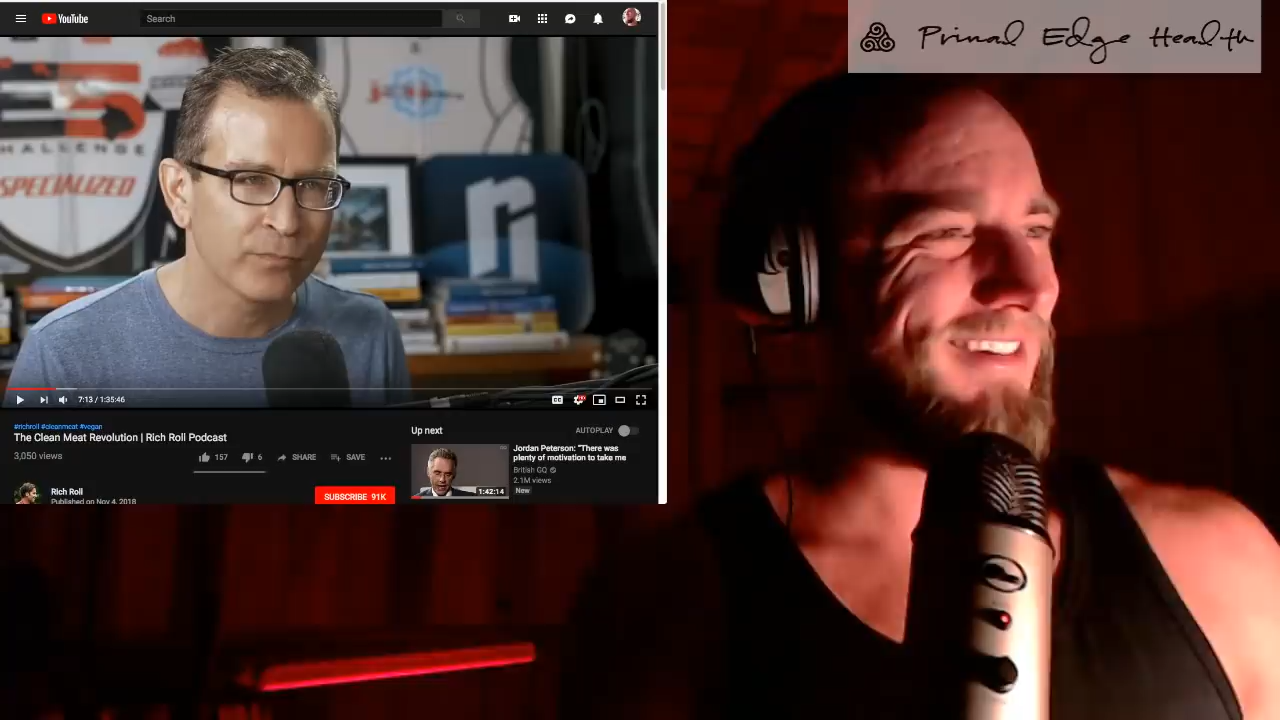 YouTube
Search
Primal Edge Health
HALLENGE
SPECIALIZED
7:13 / 1:35:46
#richroll #cleanmeat #vegan
The Clean Meat Revolution | Rich Roll Podcast
3,050 views
157
6
SHARE
SAVE
Rich Roll
Published on Nov 4, 2018
SUBSCRIBE 91K
Up next
AUTOPLAY
Jordan Peterson: "There was
plenty of motivation to take me
British GQ
2.1M views
New
1:42:14